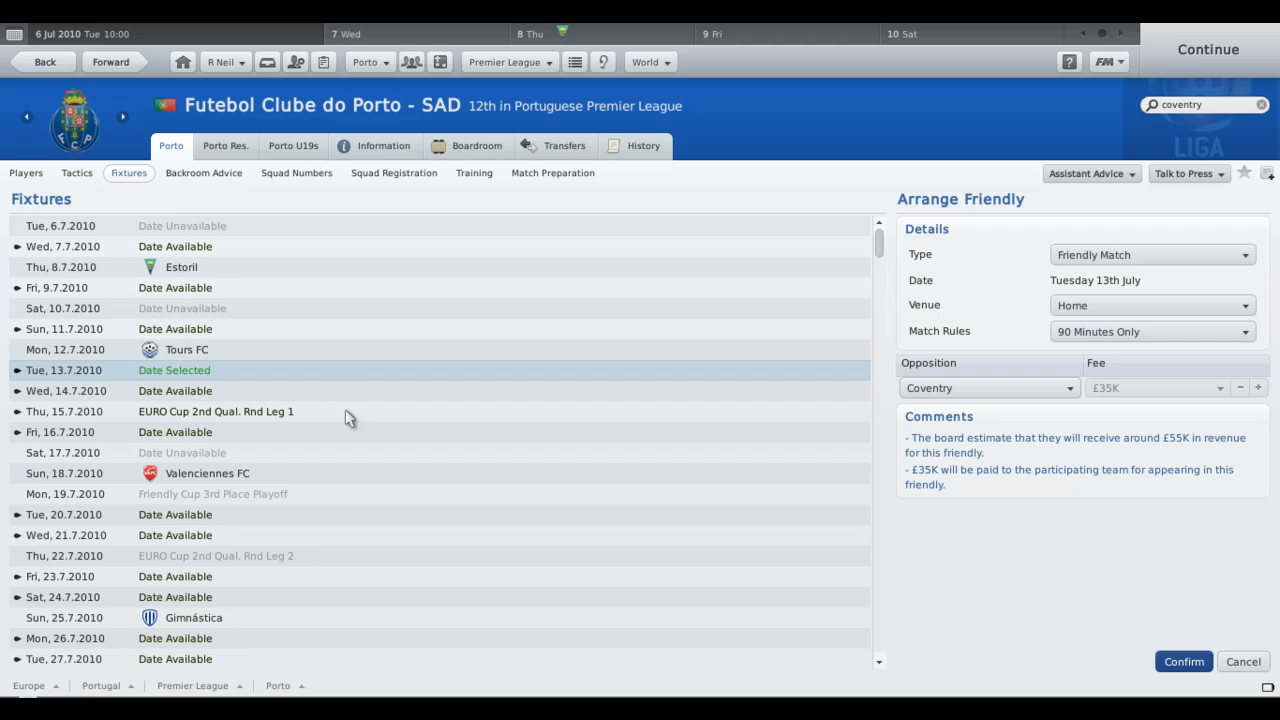 6 Jul 2010 Tue 10:00
7 Wed
8 Thu
9 Fri
10 Sat
Continue
Back
Forward
R Neil
Porto
Premier League
World
?
FM
Futebol Clube do Porto - SAD
12th in Portuguese Premier League
coventry
FCP
LIGA
Porto
Porto Res.
Porto U19s
Information
Boardroom
Transfers
History
Players
Tactics
Fixtures
Backroom Advice
Squad Numbers
Squad Registration
Training
Match Preparation
Assistant Advice
Talk to Press
Fixtures
Tue, 6.7.2010 Date Unavailable
Wed, 7.7.2010 Date Available
Thu, 8.7.2010 Estoril
Fri, 9.7.2010 Date Available
Sat, 10.7.2010 Date Unavailable
Sun, 11.7.2010 Date Available
Mon, 12.7.2010 Tours FC
Tue, 13.7.2010 Date Selected
Wed, 14.7.2010 Date Available
Thu, 15.7.2010 EURO Cup 2nd Qual. Rnd Leg 1
Fri, 16.7.2010 Date Available
Sat, 17.7.2010 Date Unavailable
Sun, 18.7.2010 Valenciennes FC
Mon, 19.7.2010 Friendly Cup 3rd Place Playoff
Tue, 20.7.2010 Date Available
Wed, 21.7.2010 Date Available
Thu, 22.7.2010 EURO Cup 2nd Qual. Rnd Leg 2
Fri, 23.7.2010 Date Available
Sat, 24.7.2010 Date Available
Sun, 25.7.2010 Gimnástica
Mon, 26.7.2010 Date Available
Tue, 27.7.2010 Date Available
Arrange Friendly
Details
Type Friendly Match
Date Tuesday 13th July
Venue Home
Match Rules 90 Minutes Only
Opposition Fee
Coventry £35K
Comments
- The board estimate that they will receive around £55K in revenue
for this friendly.
- £35K will be paid to the participating team for appearing in this
friendly.
Confirm
Cancel
Europe
Portugal
Premier League
Porto